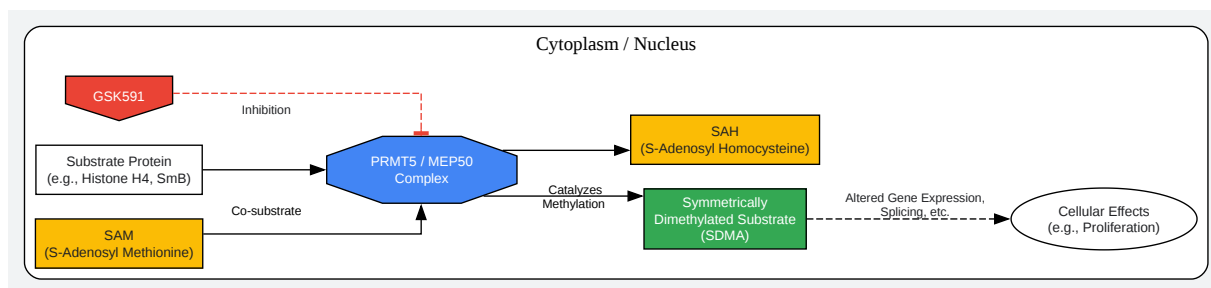 Cytoplasm / Nucleus
GSK591
Inhibition
Substrate Protein
(e.g., Histone H4, SmB)
PRMT5 / MEP50
Complex
SAH
(S-Adenosyl Homocysteine)
Co-substrate
SAM
(S-Adenosyl Methionine)
Catalyzes
Methylation
Symmetrically
Dimethylated Substrate
(SDMA)
Altered Gene Expression,
Splicing, etc.
Cellular Effects
(e.g., Proliferation)